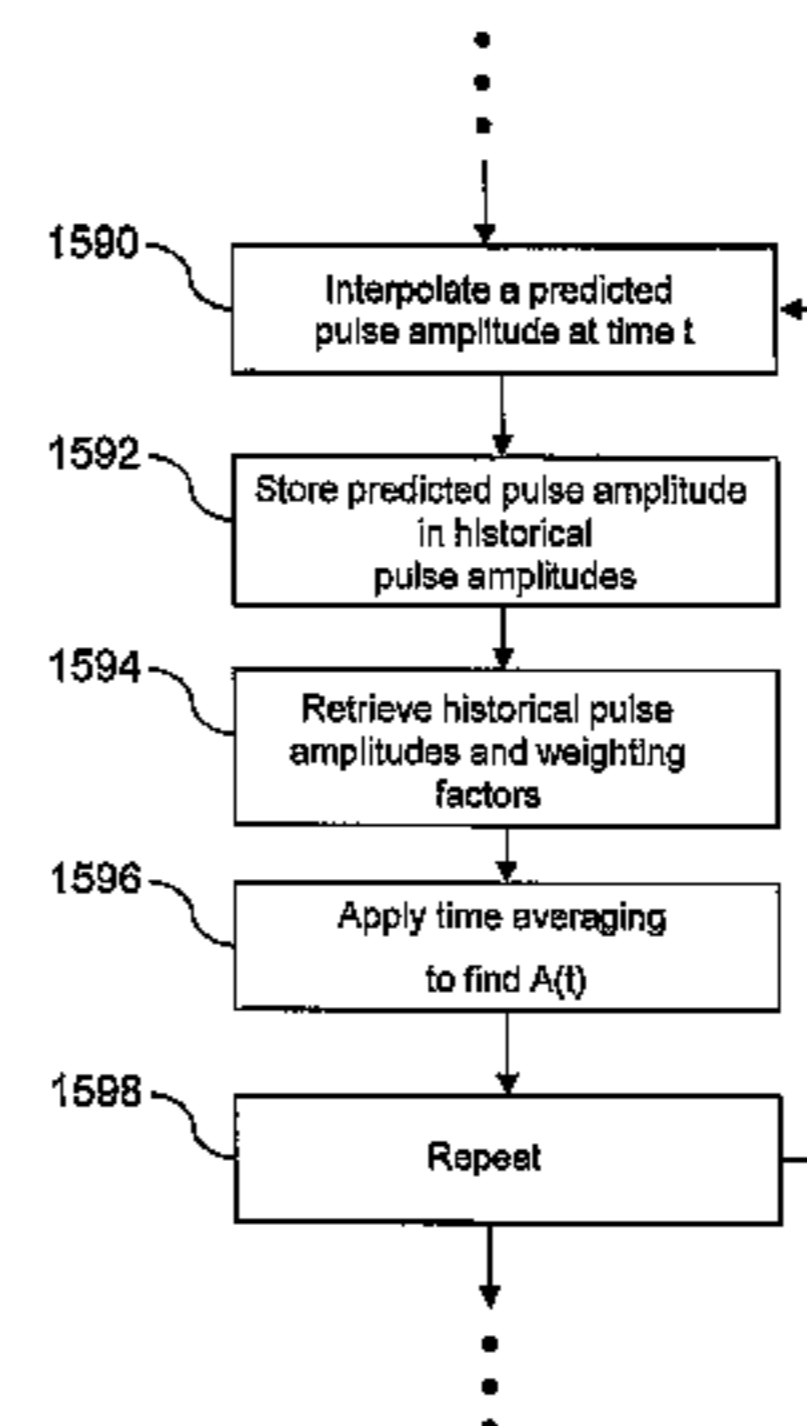 1590
Interpolate a predicted
pulse amplitude at time t
1592
Store predicted pulse amplitude
in historical
pulse amplitudes
1594
Retrieve historical pulse
amplitudes and weighting
factors
1596
Apply time averaging
to find A(t)
1598
Repeat